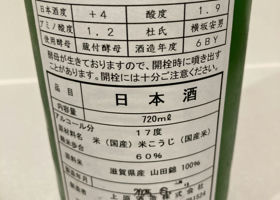 日本酒度 +4 酸度 1.9
アミノ酸度 1.2 杜氏 横坂安男
使用酵母 蔵付酵母 酒造年度 6BY
酵母が生きておりますので、開栓時に噴き出す
ことがあります。開栓には十分ご注意ください。
品目 日本酒
内容量 720ml
アルコール分 17度
原材料名 米（国産）米こうじ（国産米）
精米歩合 60%
原料米 滋賀県産 山田錦 100%